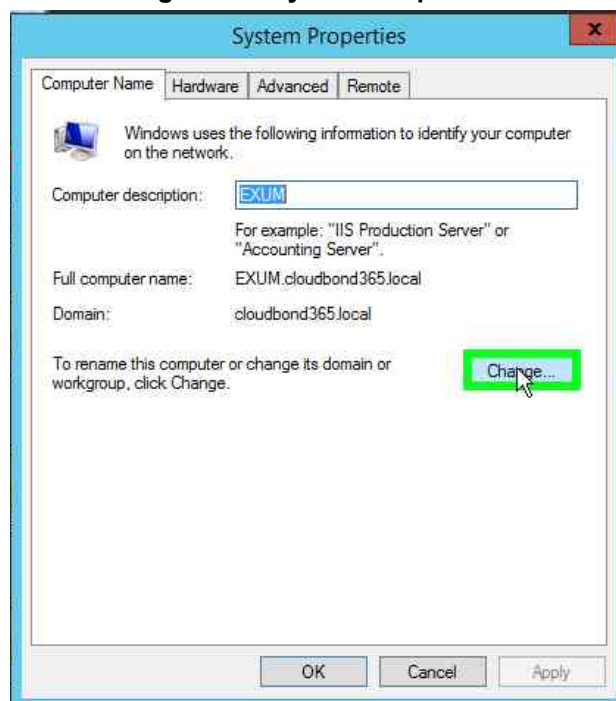 System Properties
x
Computer Name Hardware Advanced Remote
Windows uses the following information to identify your computer
on the network.
Computer description: EXUM
For example: "IIS Production Server" or
"Accounting Server".
Full computer name: EXUM.cloudbond365.local
Domain: cloudbond365.local
To rename this computer or change its domain or
workgroup, click Change.
Change...
OK Cancel Apply